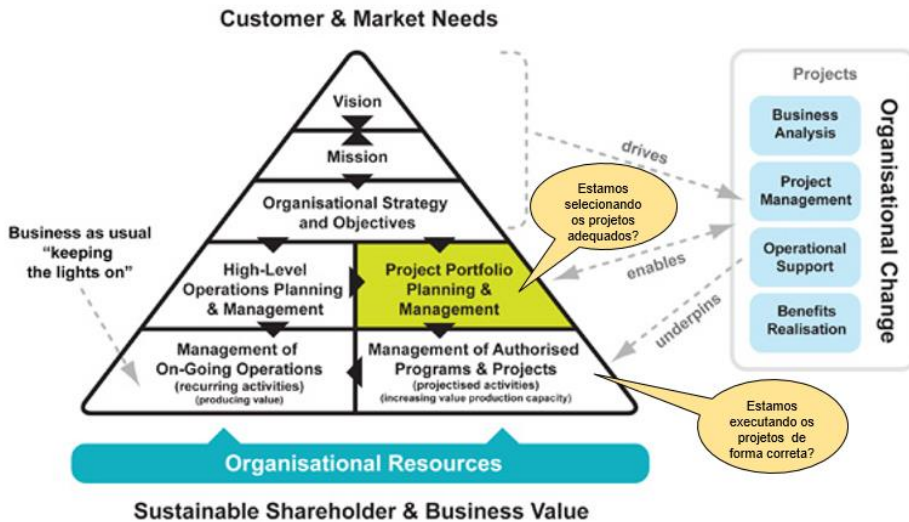 Customer & Market Needs
Vision
Mission
Organisational Strategy
and Objectives
High-Level
Operations Planning
& Management
Project Portfolio
Planning &
Management
Management of
On-Going Operations
(recurring activities)
(producing value)
Management of Authorised
Programs & Projects
(projectised activities)
(increasing value production capacity)
Business as usual
“keeping
the lights on”
Estamos
selecionando
os projetos
adequados?
Estamos
executando os
projetos de
forma correta?
drives
enables
underpins
Projects
Business
Analysis
Project
Management
Operational
Support
Benefits
Realisation
Organisational Change
Organisational Resources
Sustainable Shareholder & Business Value